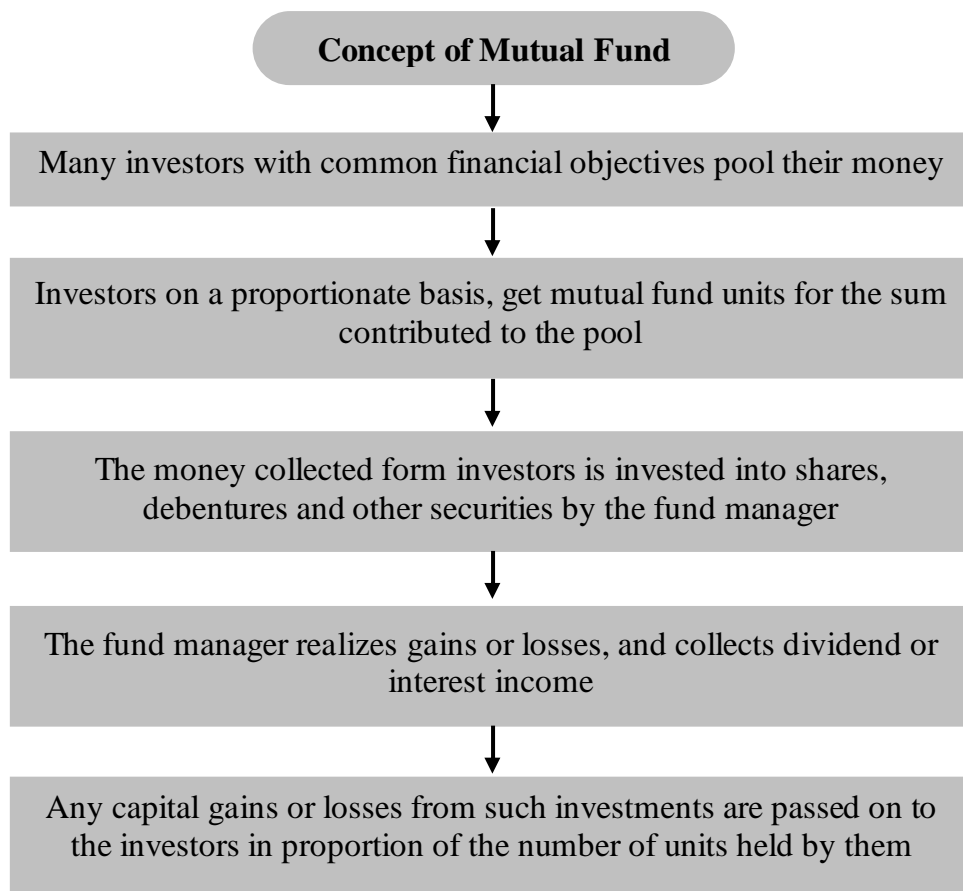 Concept of Mutual Fund
Many investors with common financial objectives pool their money
Investors on a proportionate basis, get mutual fund units for the sum
contributed to the pool
The money collected form investors is invested into shares,
debentures and other securities by the fund manager
The fund manager realizes gains or losses, and collects dividend or
interest income
Any capital gains or losses from such investments are passed on to
the investors in proportion of the number of units held by them